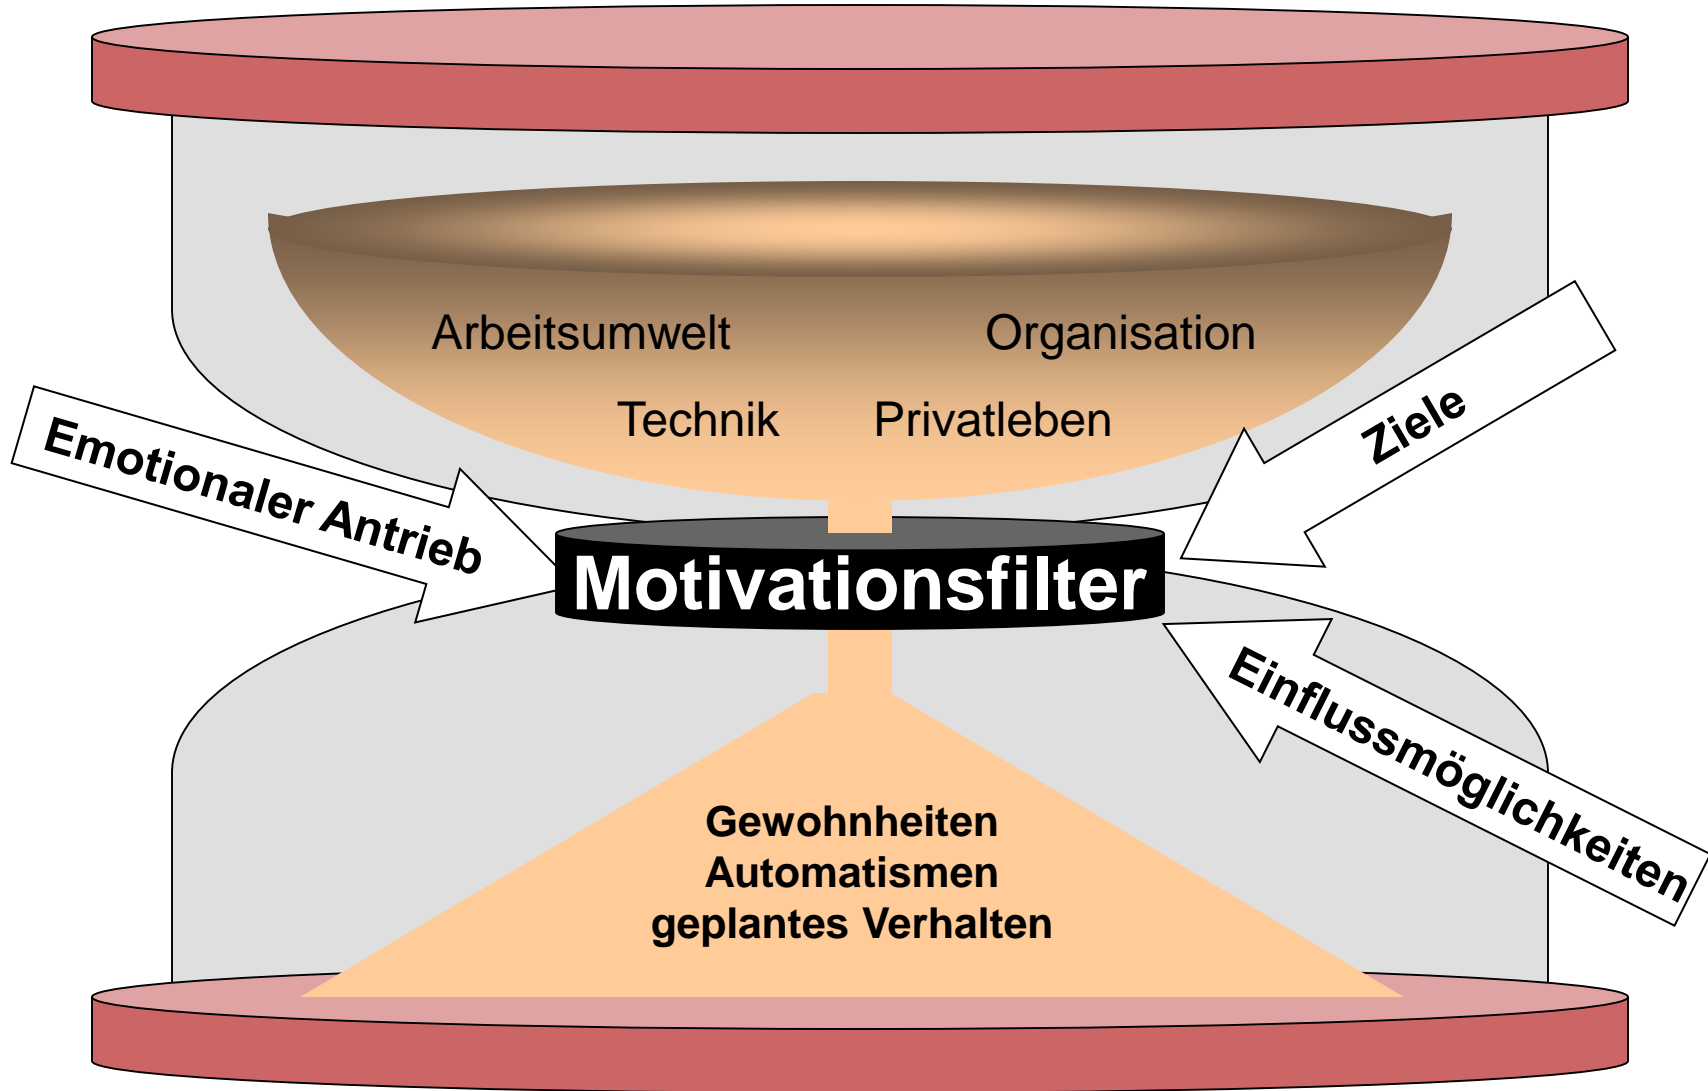 Arbeitsumwelt Organisation
Technik Privatleben
Ziele
Emotionaler Antrieb
Motivationsfilter
Einflussmöglichkeiten
Gewohnheiten
Automatismen
geplantes Verhalten